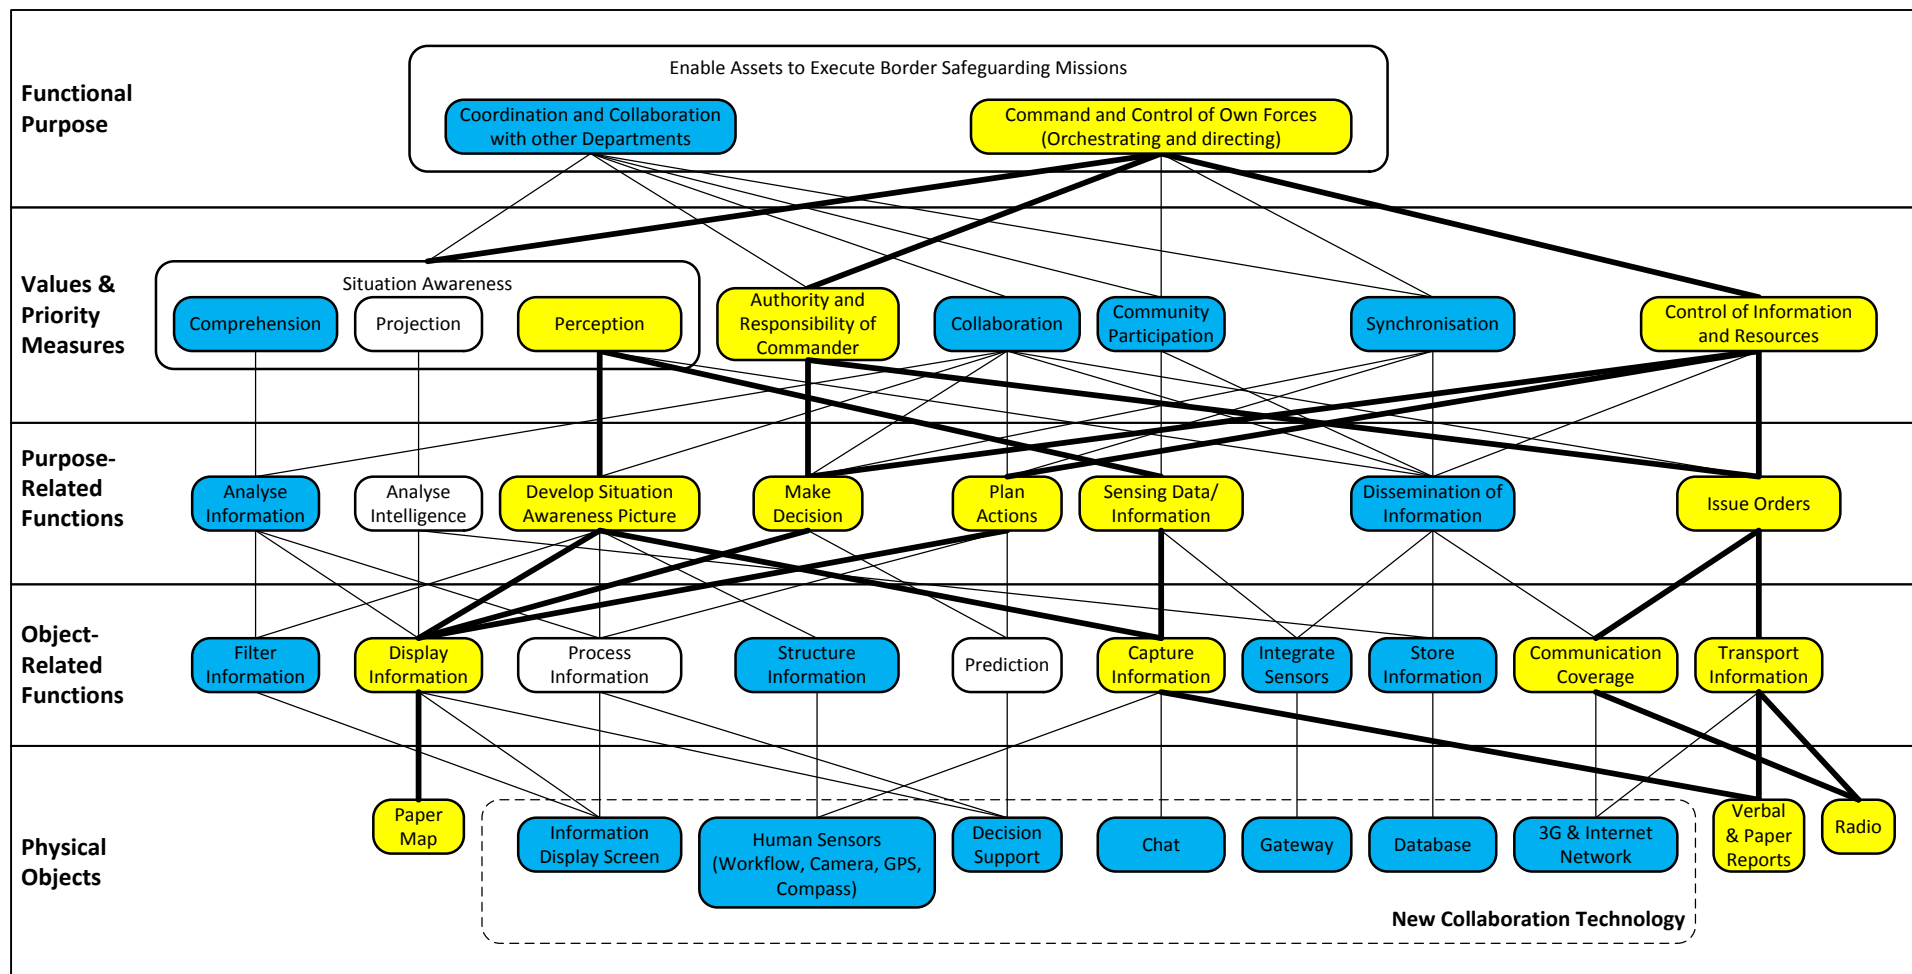 Functional
Purpose
Enable Assets to Execute Border Safeguarding Missions
Coordination and Collaboration
with other Departments
Command and Control of Own Forces
(Orchestrating and directing)
Values &
Priority
Measures
Situation Awareness
Comprehension
Projection
Perception
Authority and
Responsibility of
Commander
Collaboration
Community
Participation
Synchronisation
Control of Information
and Resources
Purpose-
Related
Functions
Analyse
Information
Analyse
Intelligence
Develop Situation
Awareness Picture
Make
Decision
Plan
Actions
Sensing Data/
Information
Dissemination of
Information
Issue Orders
Object-
Related
Functions
Filter
Information
Display
Information
Process
Information
Structure
Information
Prediction
Capture
Information
Integrate
Sensors
Store
Information
Communication
Coverage
Transport
Information
Physical
Objects
Paper
Map
Information
Display Screen
Human Sensors
(Workflow, Camera, GPS,
Compass)
Decision
Support
Chat
Gateway
Database
3G & Internet
Network
Verbal
& Paper
Reports
Radio
New Collaboration Technology